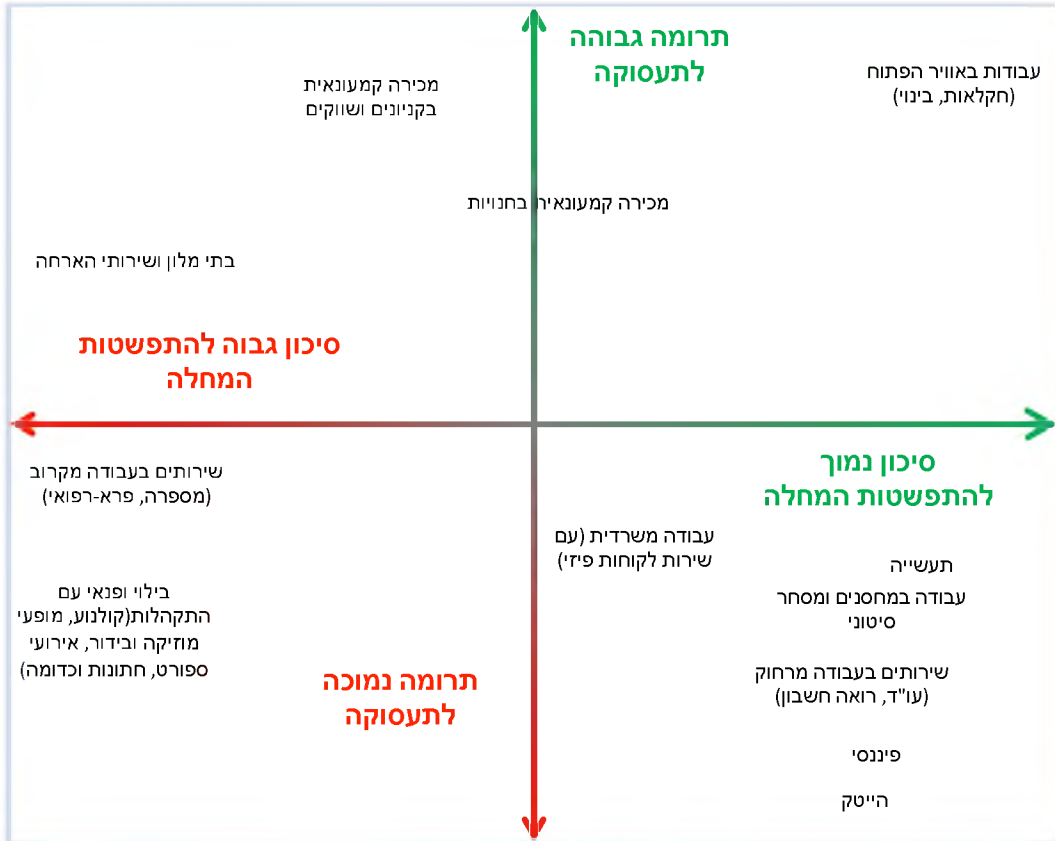 תרומה גבוהה
לתעסוקה
עבודות באוויר הפתוח
(חקלאות, בינוי)
מכירה קמעונאית
בקניונים ושווקים
מכירה קמעונאית בחנויות
בתי מלון ושירותי הארחה
סיכון גבוה להתפשטות
המחלה
סיכון נמוך
להתפשטות המחלה
שירותים בעבודה מקרוב
(מספרה, פרא-רפואי)
עבודה משרדית (עם
שירות לקוחות פיזי)
תעשייה
עבודה במחסנים ומסחר
סיטוני
בילוי ופנאי עם
התקהלות(קולנוע, מופעי
מוזיקה ובידור, אירועי
ספורט, חתונות וכדומה)
שירותים בעבודה מרחוק
(עו"ד, רואה חשבון)
תרומה נמוכה
לתעסוקה
פיננסי
הייטק